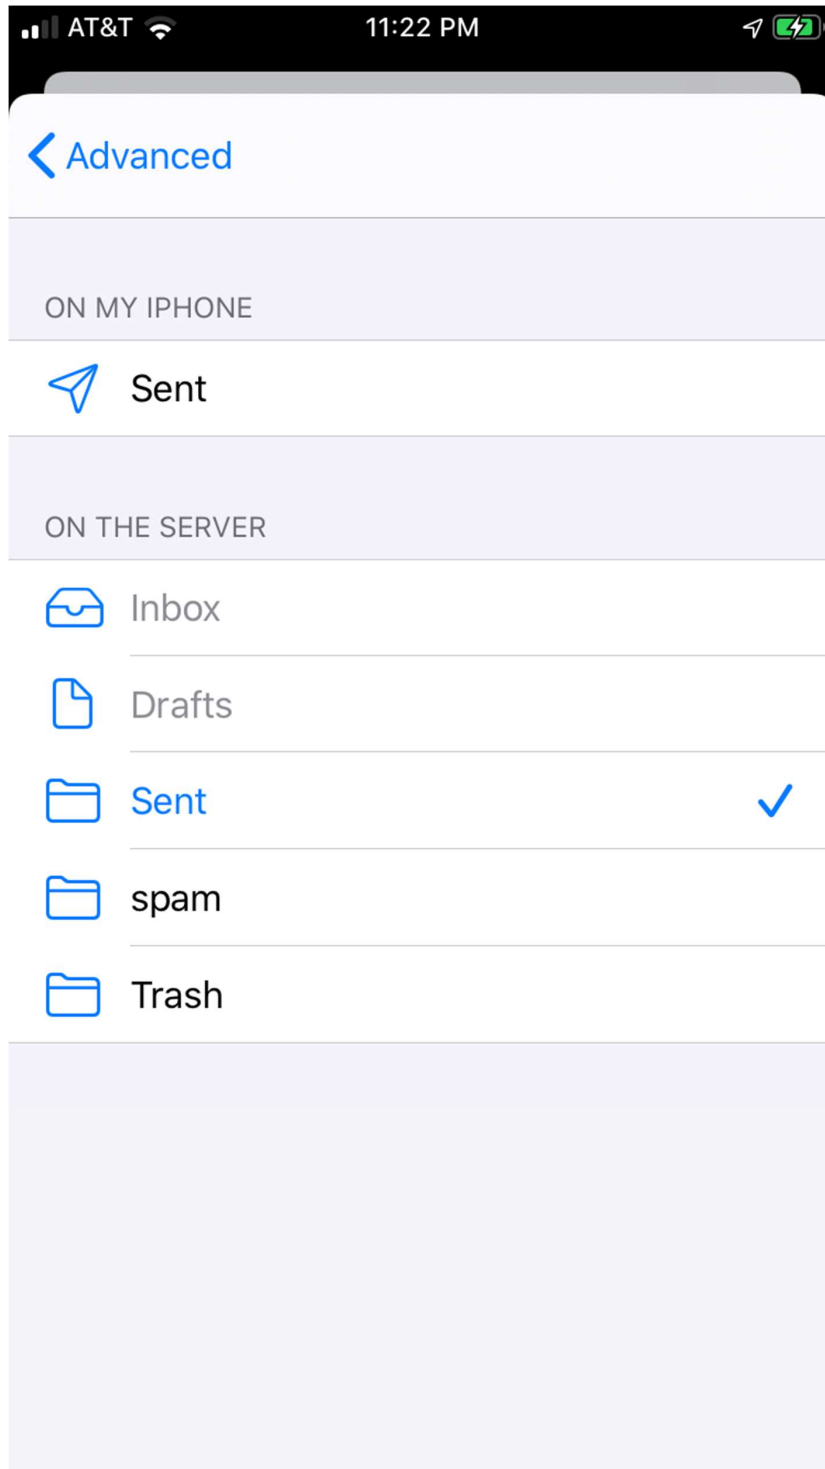 AT&T 11:22 PM
Advanced
ON MY IPHONE
Sent
ON THE SERVER
Inbox
Drafts
Sent
spam
Trash